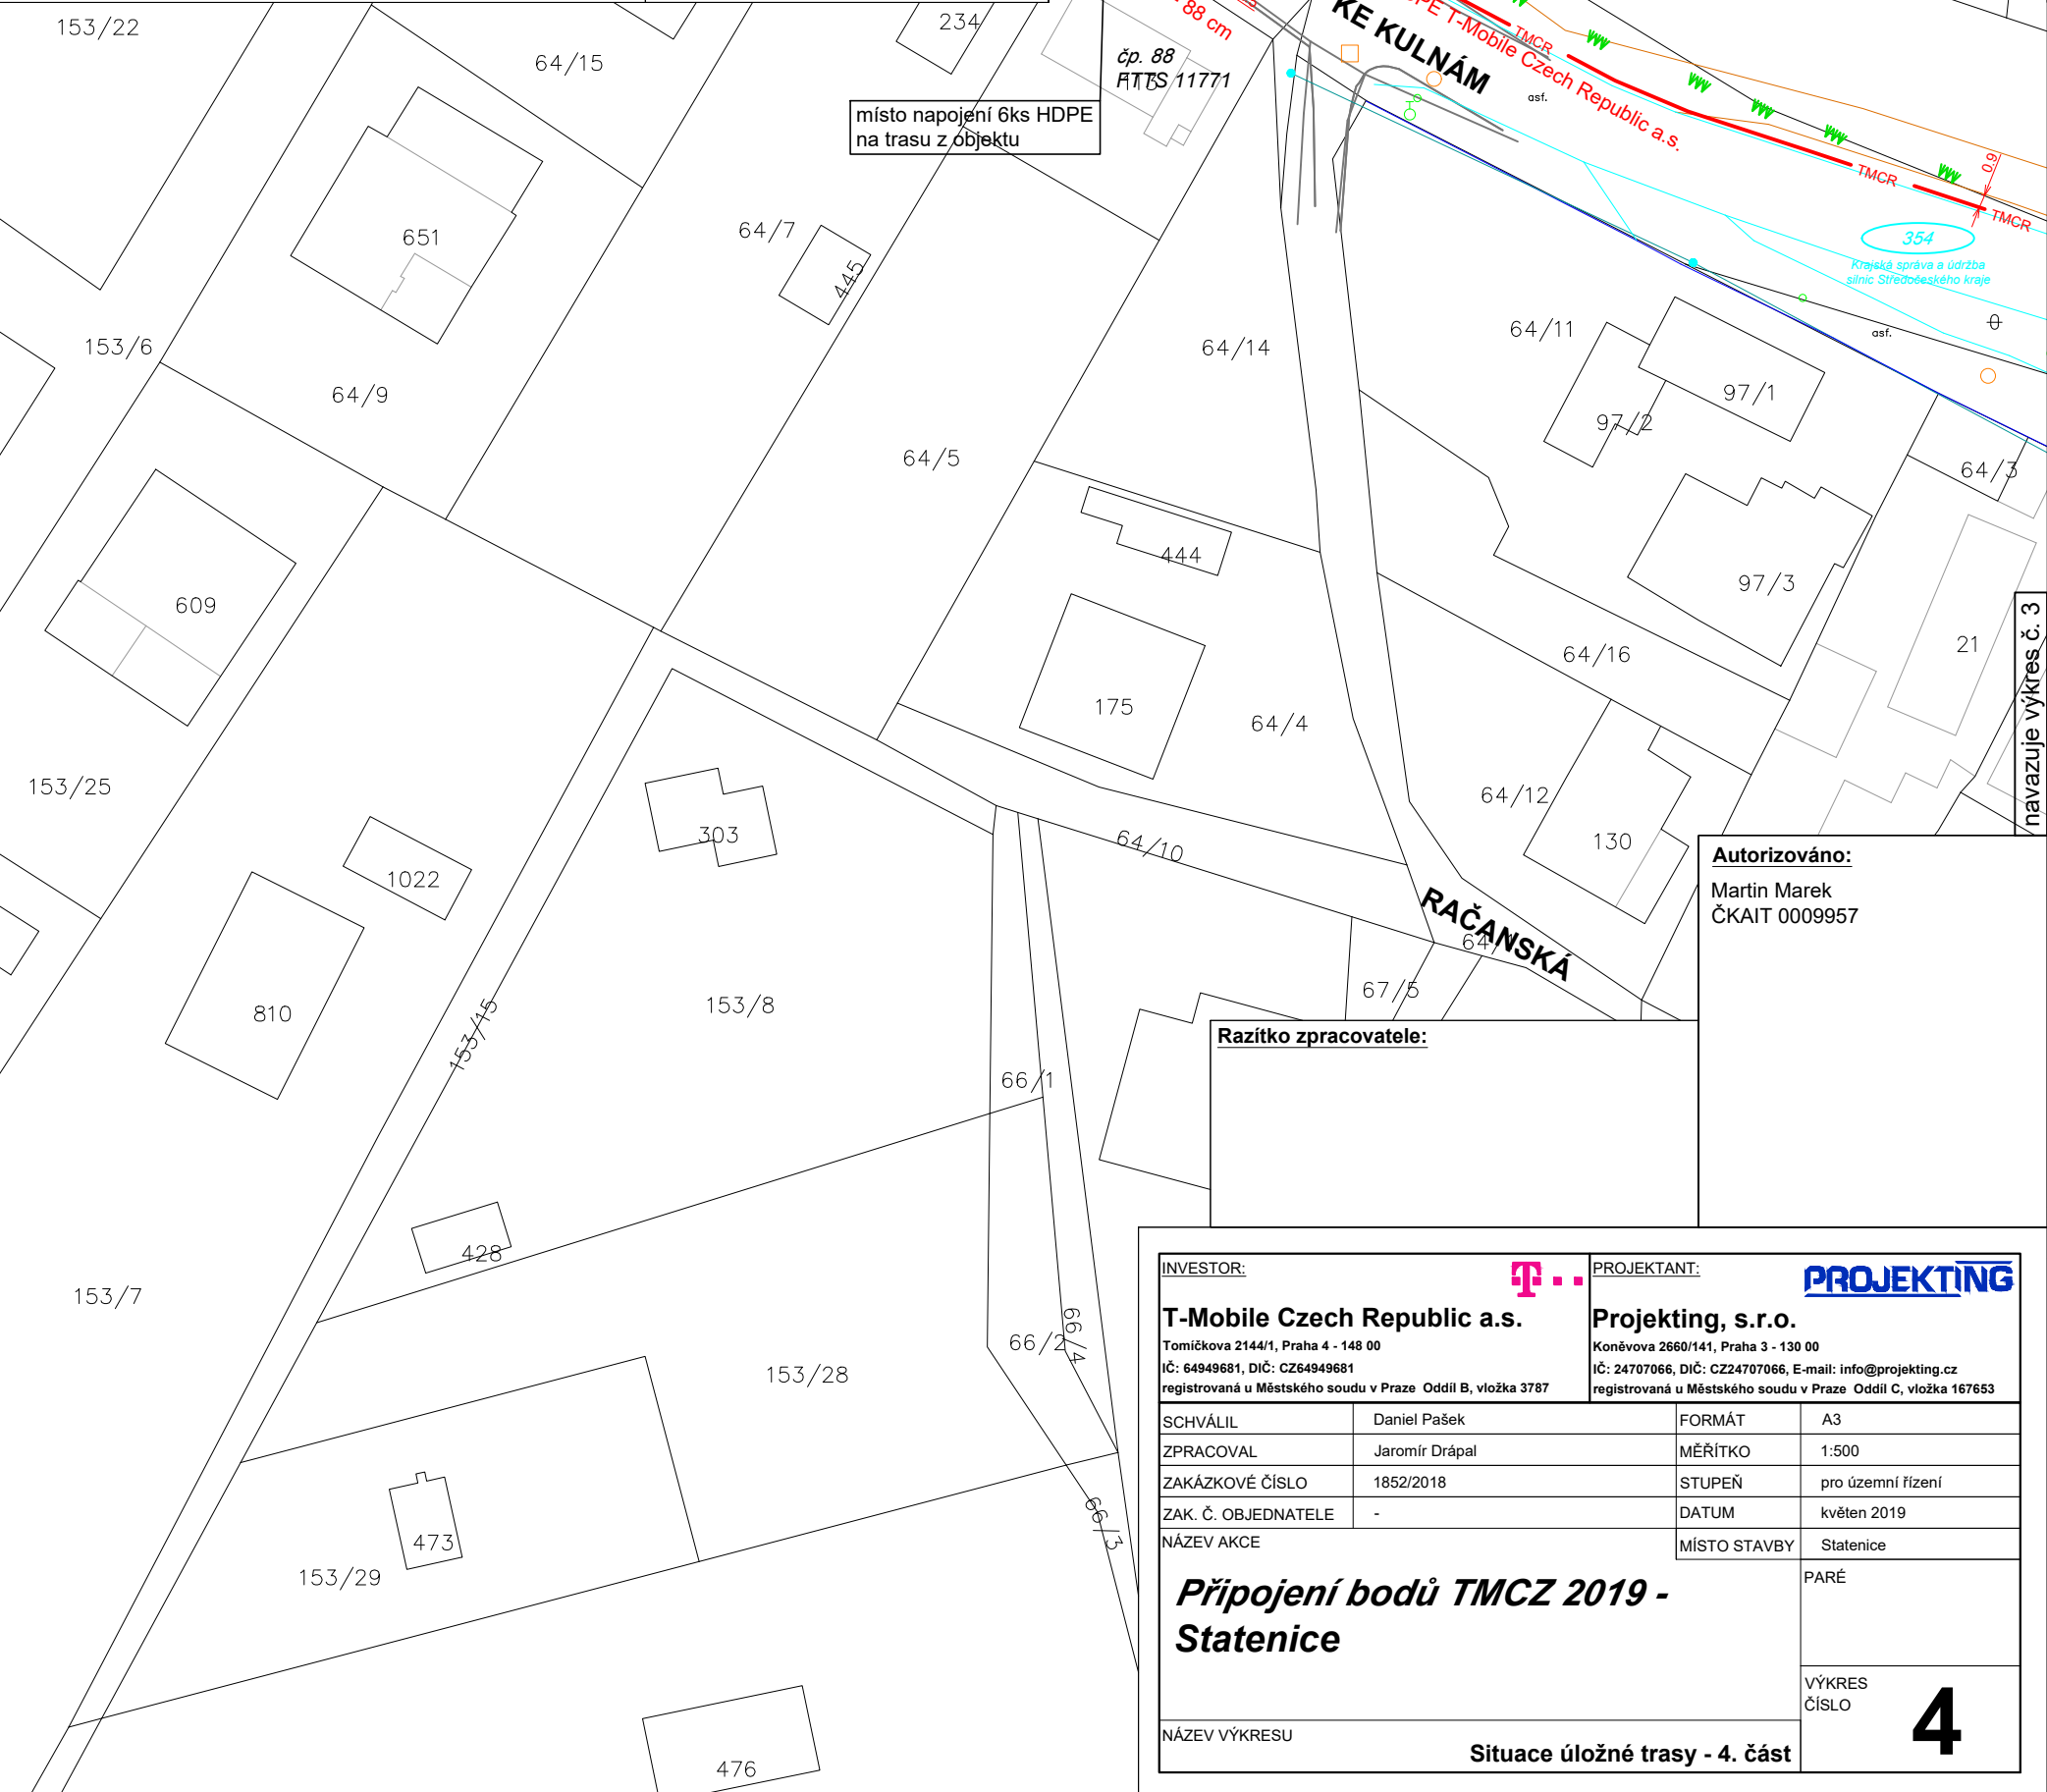 153/22
64/15
234
88 cm
KE KULNÁM
TMCR
PE T-Mobile Czech Republic a.s.
čp. 88
FTTS 11771
113
asf.
místo napojení 6ks HDPE
na trasu z objektu
0.9
TMCR
TMCR
651
64/7
445
354
Krajská správa a údržba
silnic Středočeského kraje
153/6
64/14
64/11
asf.
64/9
97/1
97/2
64/5
64/3
444
97/3
609
64/16
21
navazuje výkres č. 3
175
64/4
153/25
64/12
303
64/10
130
1022
Autorizováno:
Martin Marek
ČKAIT 0009957
RAČANSKÁ
67/5
810
153/15
153/8
Razítko zpracovatele:
66/1
428
153/7
66/2
66/4
153/28
66/3
473
153/29
476
INVESTOR:
T
T-Mobile Czech Republic a.s.
Tomíčkova 2144/1, Praha 4 - 148 00
IČ: 64949681, DIČ: CZ64949681
registrovaná u Městského soudu v Praze Oddíl B, vložka 3787
PROJEKTANT:
PROJEKTING
Projekting, s.r.o.
Koněvova 2660/141, Praha 3 - 130 00
IČ: 24707066, DIČ: CZ24707066, E-mail: info@projekting.cz
registrovaná u Městského soudu v Praze Oddíl C, vložka 167653
SCHVÁLIL Daniel Pašek FORMÁT A3
ZPRACOVAL Jaromír Drápal MĚŘÍTKO 1:500
ZAKÁZKOVÉ ČÍSLO 1852/2018 STUPEŇ pro územní řízení
ZAK. Č. OBJEDNATELE - DATUM květen 2019
NÁZEV AKCE MÍSTO STAVBY Statenice
Připojení bodů TMCZ 2019 -
Statenice
PARÉ
VÝKRES
ČÍSLO
4
NÁZEV VÝKRESU
Situace úložné trasy - 4. část